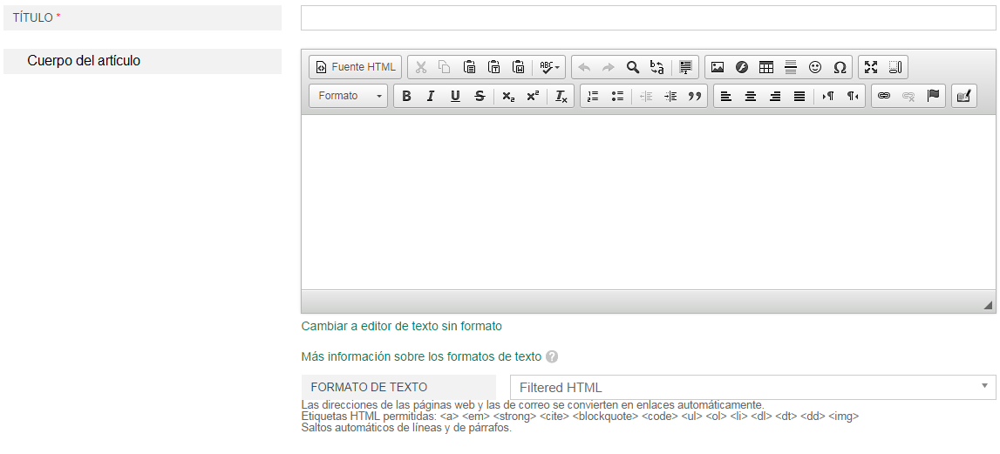 TÍTULO *
Cuerpo del artículo
Fuente HTML
Formato
Cambiar a editor de texto sin formato
Más información sobre los formatos de texto ?
FORMATO DE TEXTO
Filtered HTML
Las direcciones de las páginas web y las de correo se convierten en enlaces automáticamente.
Etiquetas HTML permitidas: <a> <em> <strong> <cite> <blockquote> <code> <ul> <ol> <li> <dl> <dt> <dd> <img>
Saltos automáticos de líneas y de párrafos.